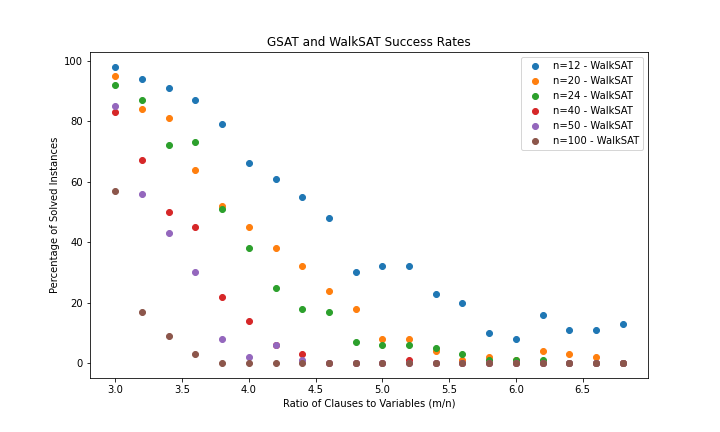 GSAT and WalkSAT Success Rates
n=12 - WalkSAT
n=20 - WalkSAT
n=24 - WalkSAT
n=40 - WalkSAT
n=50 - WalkSAT
n=100 - WalkSAT
Percentage of Solved Instances
100
80
60
40
20
0
3.0 3.5 4.0 4.5 5.0 5.5 6.0 6.5
Ratio of Clauses to Variables (m/n)